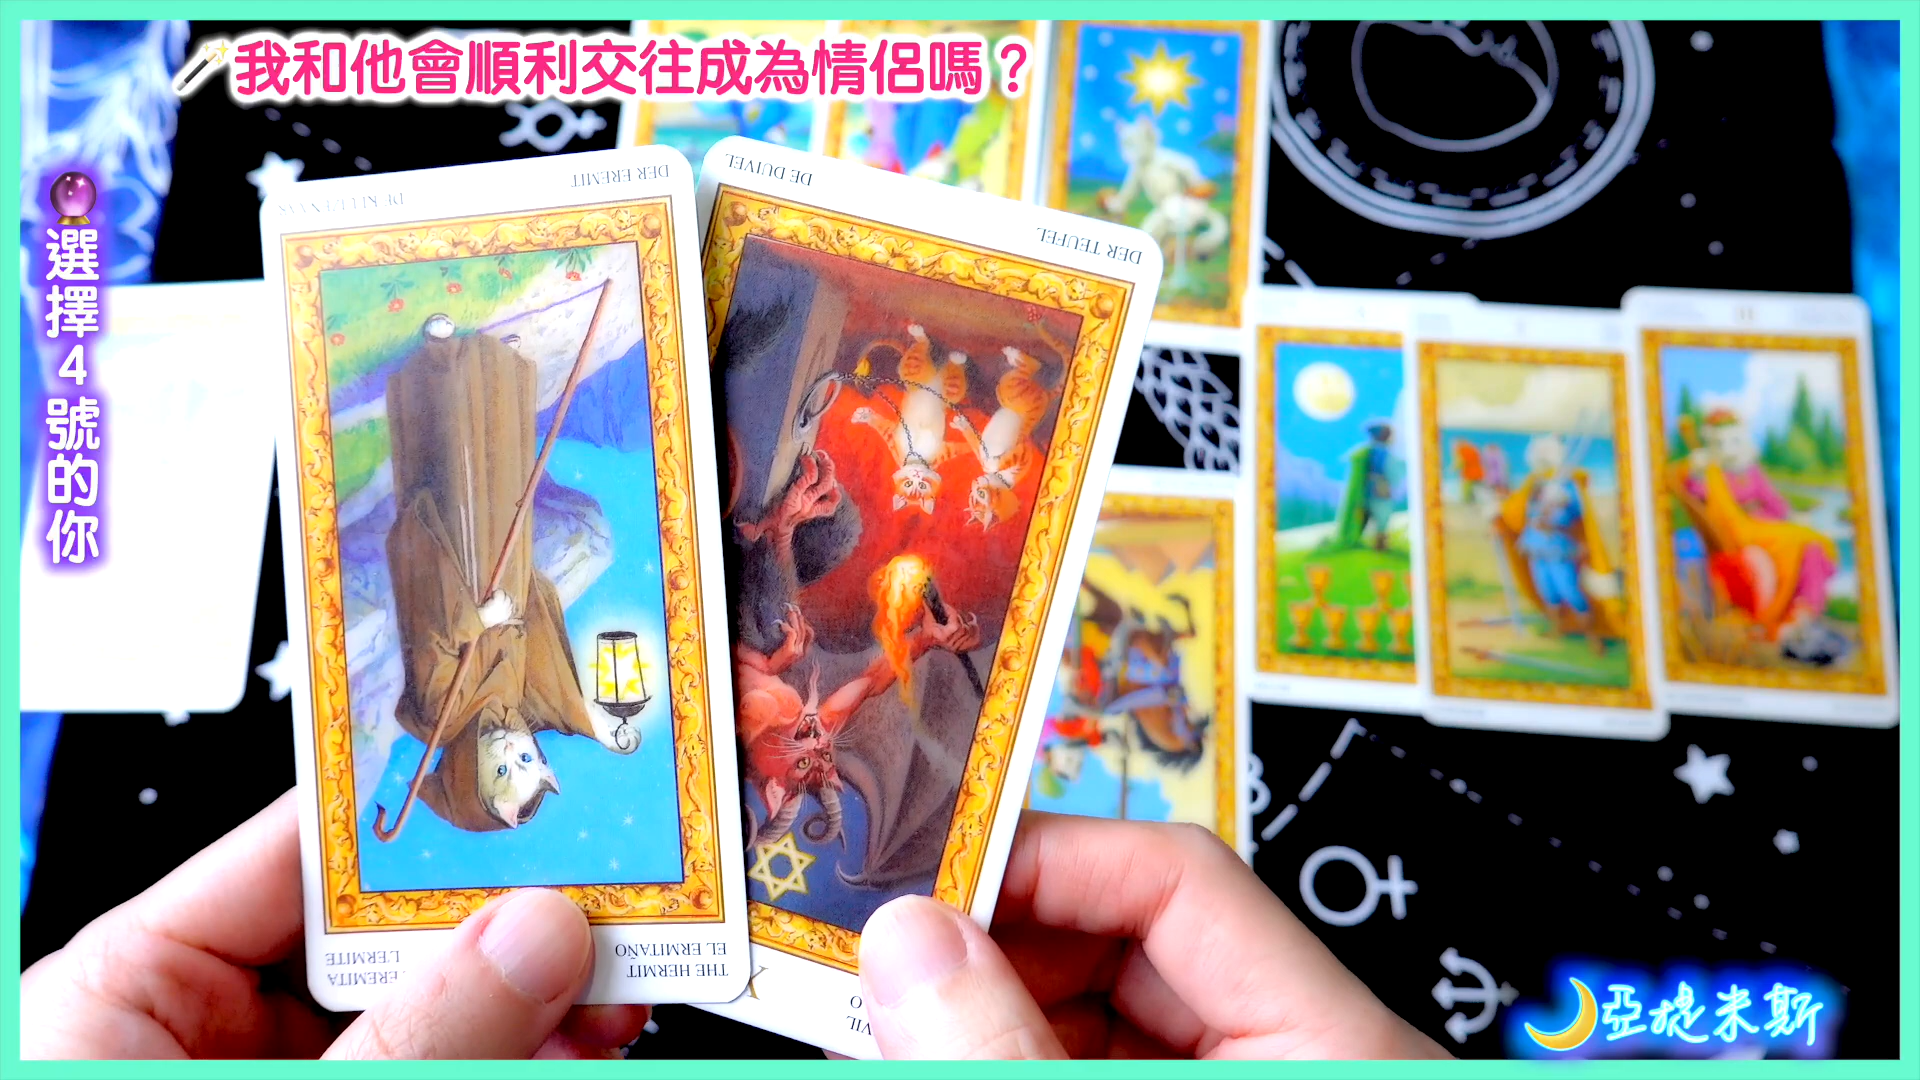 我和他會順利交往成為情侶嗎？
選擇4號的你
DE KLUIZENAAR
DER EREMIT
DE DUIVEL
DER TEUFEL
L'ERMITE
EREMITA
EL ERMITAÑO
THE HERMIT
亞堤米斯